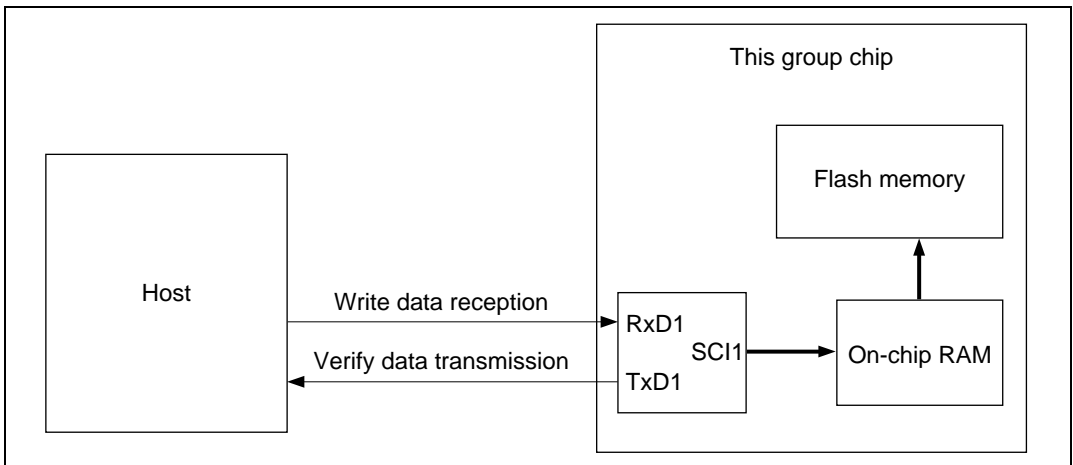 This group chip
Flash memory
Host
Write data reception
RxD1
SCI1
On-chip RAM
Verify data transmission
TxD1